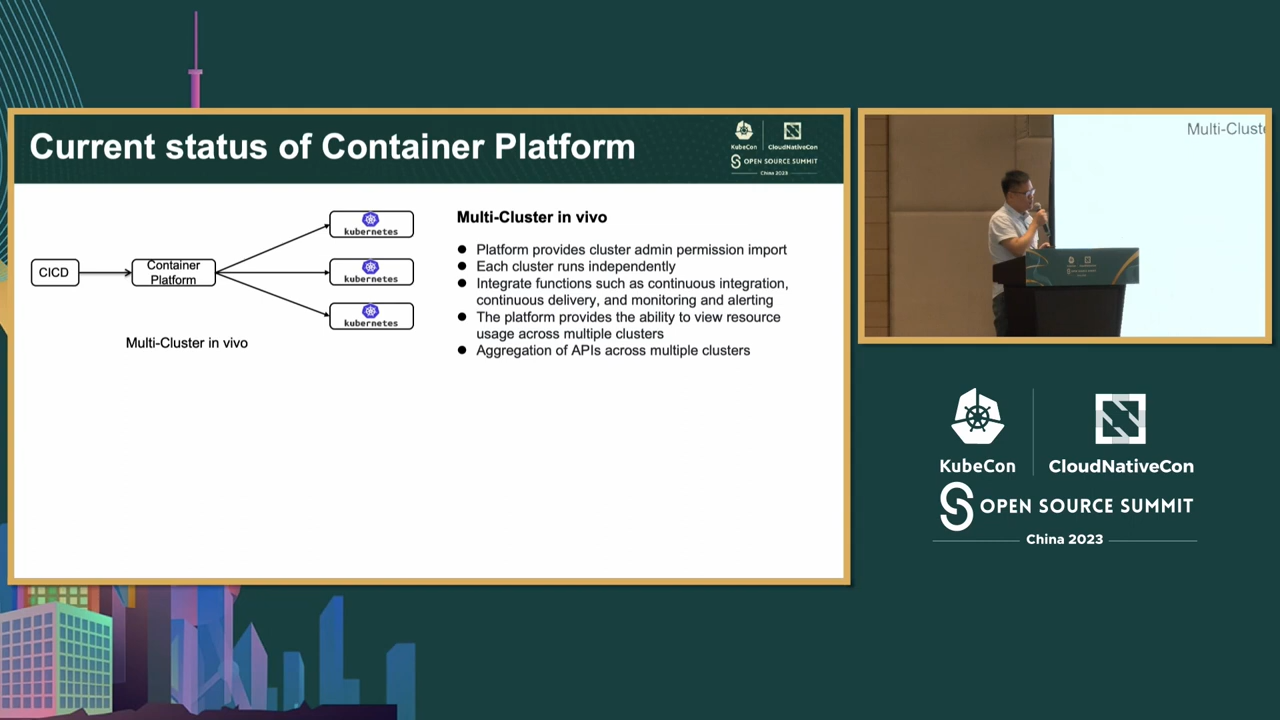 Current status of Container Platform
KubeCon
CloudNativeCon
OPEN SOURCE SUMMIT
China 2023
CICD
Container
Platform
kubernetes
kubernetes
kubernetes
Multi-Cluster in vivo
Multi-Cluster in vivo
● Platform provides cluster admin permission import
● Each cluster runs independently
● Integrate functions such as continuous integration,
continuous delivery, and monitoring and alerting
● The platform provides the ability to view resource
usage across multiple clusters
● Aggregation of APIs across multiple clusters
Multi-Cluste
KubeCon
CloudNativeCon
OPEN SOURCE SUMMIT
China 2023